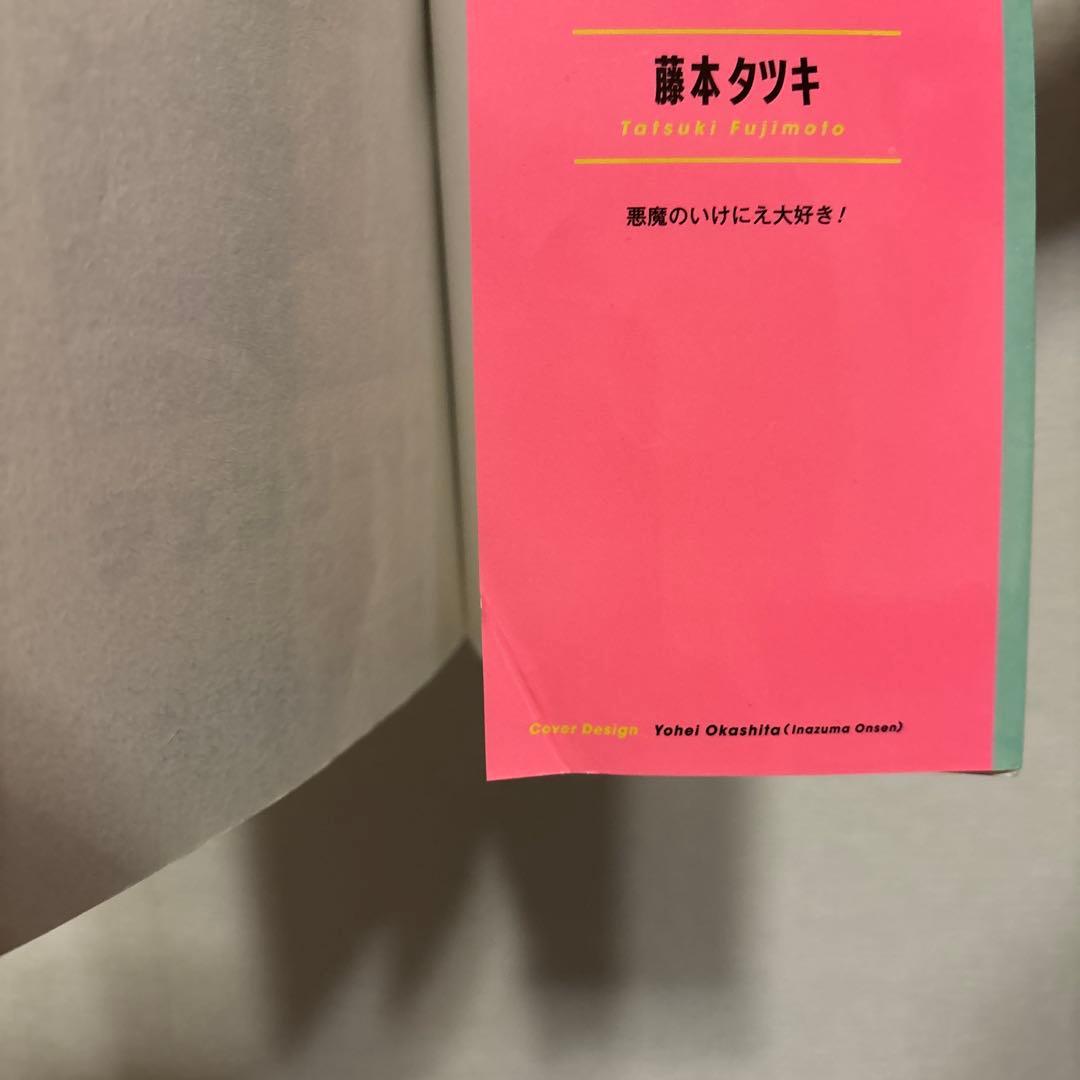 藤本タツキ
Tatsuki Fujimoto
悪魔のいけにえ大好き!
Cover Design Yohei Okashita(Inazuma Onsen)